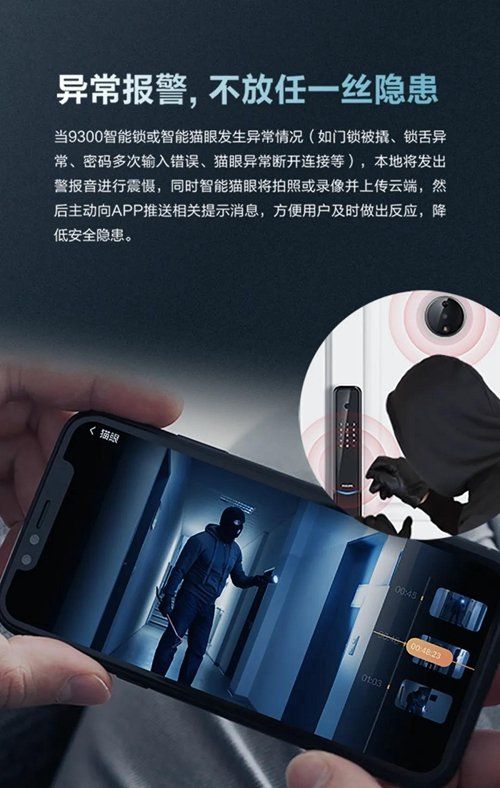 异常报警，不放任一丝隐患
当9300智能锁或智能猫眼发生异常情况（如门锁被撬、锁舌异
常、密码多次输入错误、猫眼异常断开连接等），本地将发出
警报音进行震慑，同时智能猫眼将拍照或录像并上传云端，然
后主动向APP推送相关提示消息，方便用户及时做出反应，降
低安全隐患。
PHILIPS
猫眼
00:45
00:48:23
01:03